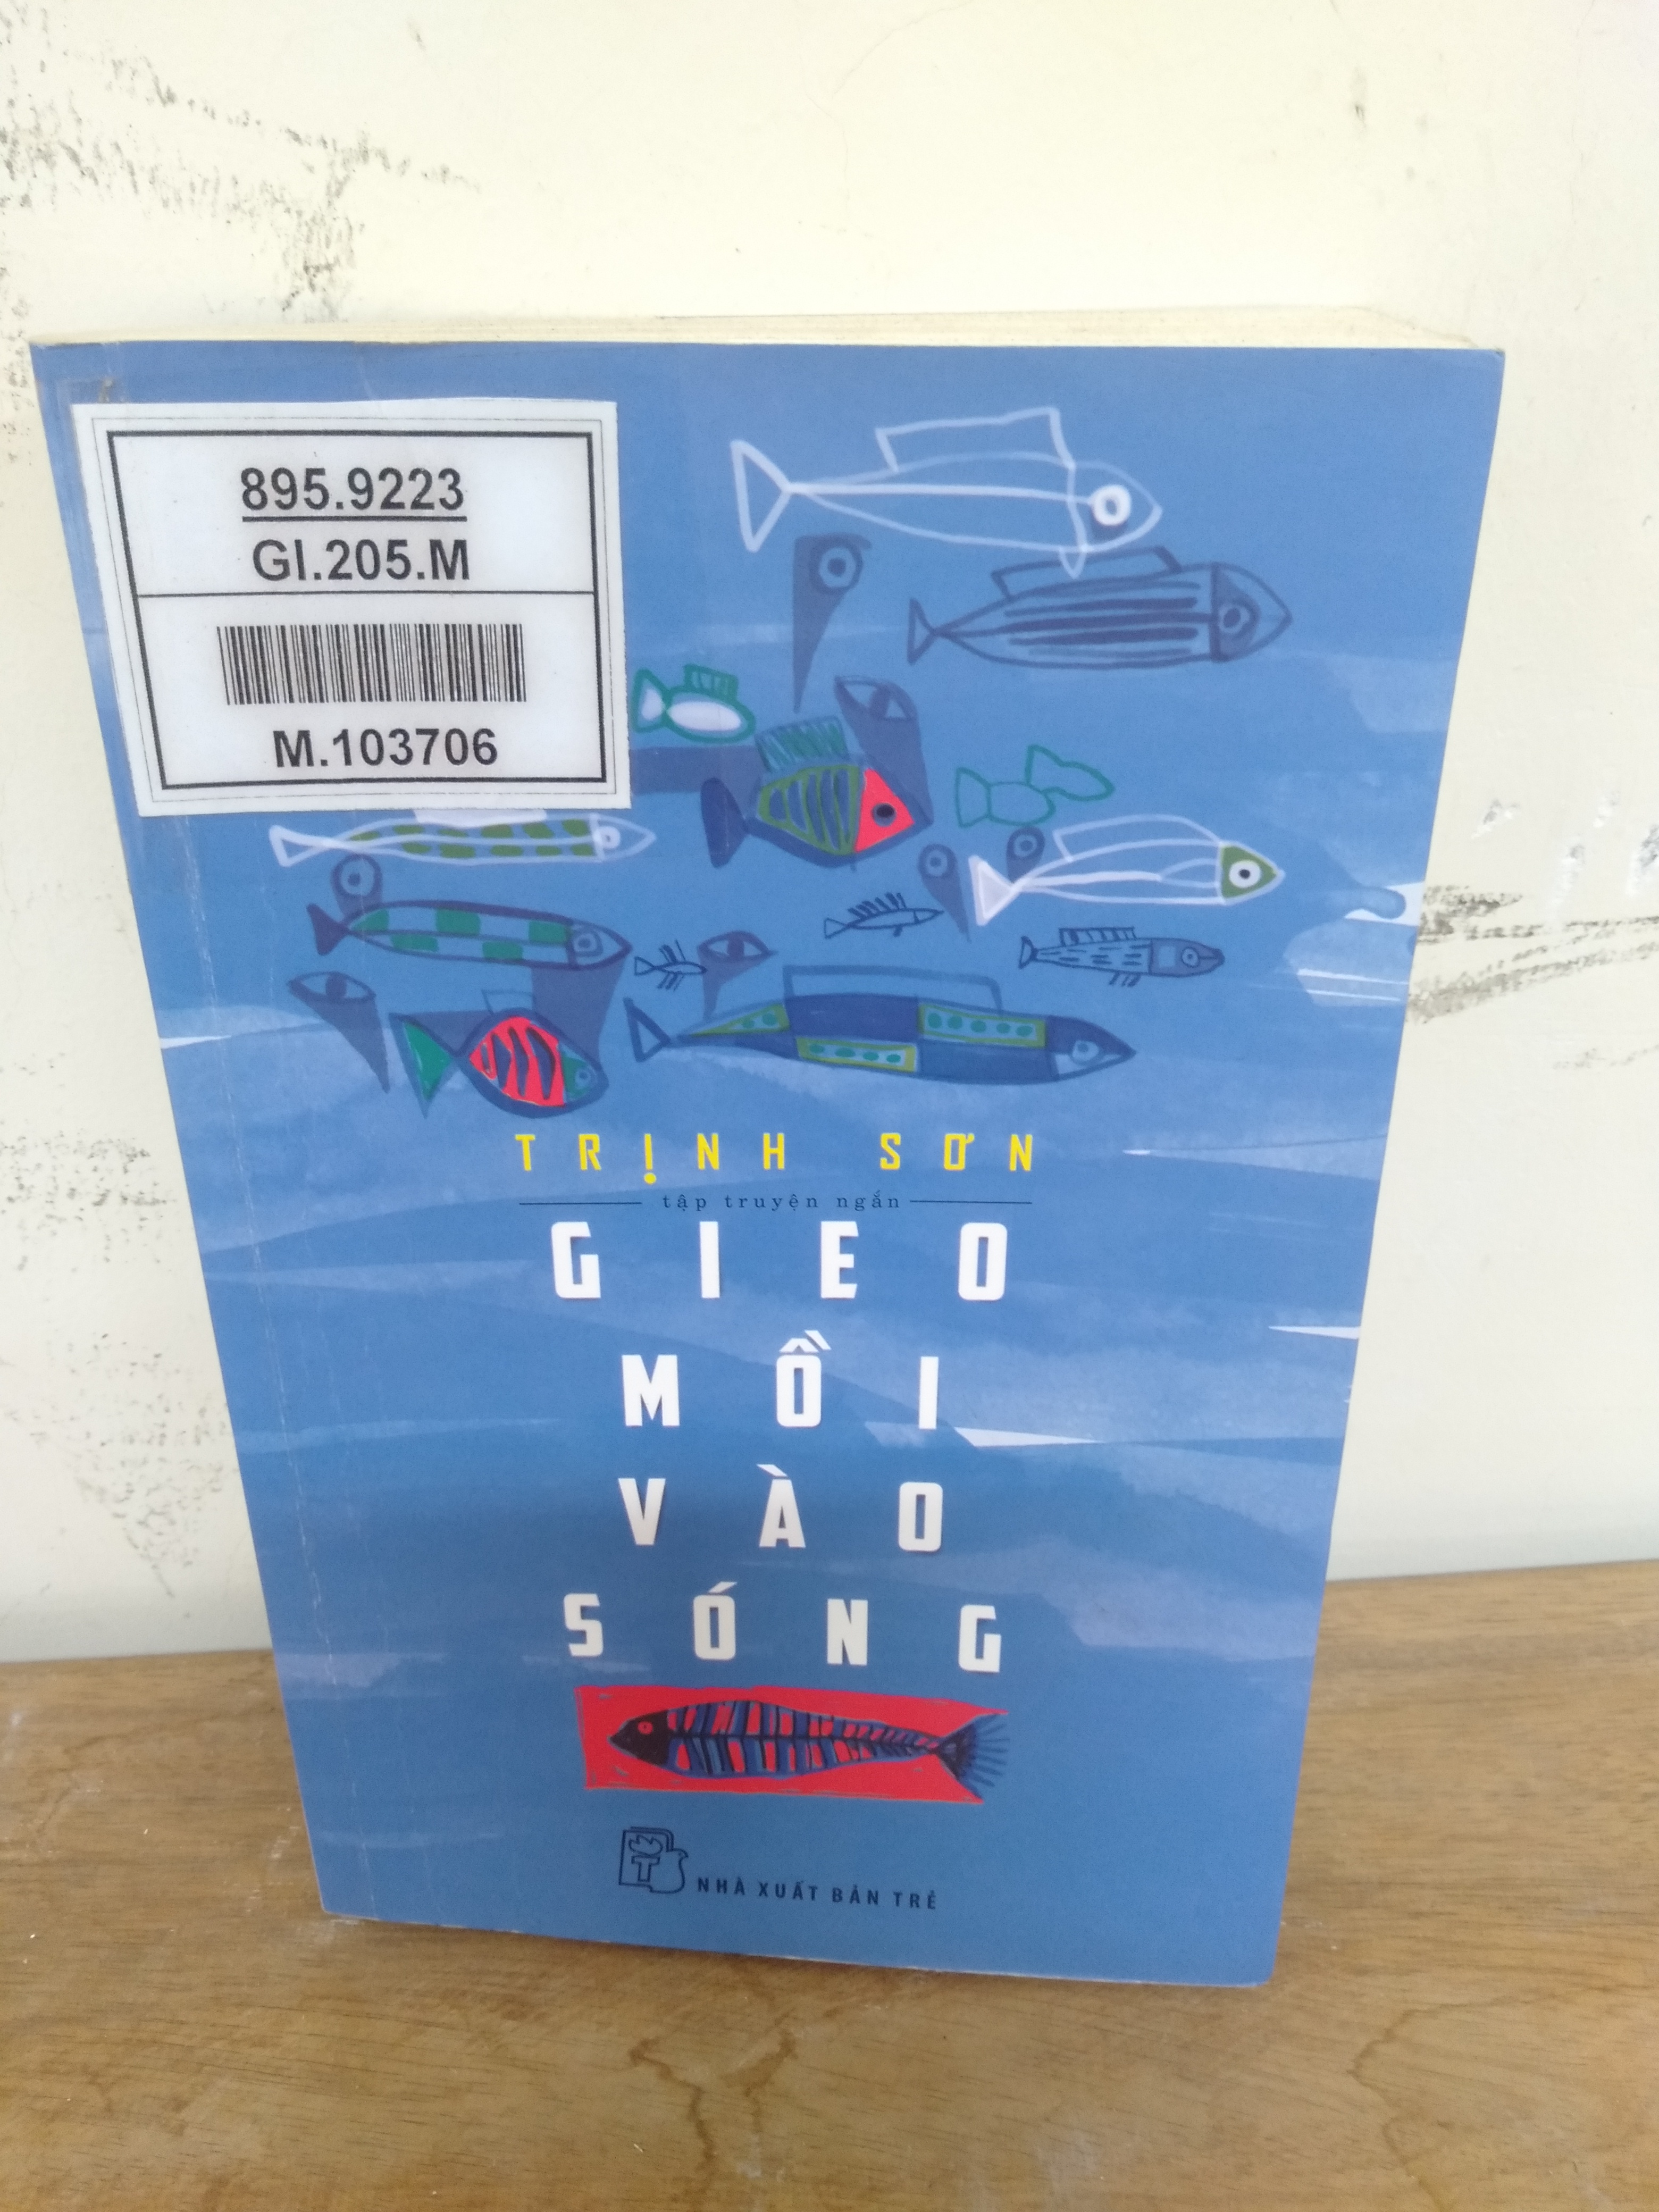 895.9223
GI.205.M
M.103706
TRỊNH SƠN
tập truyện ngắn
GIEO
MỒI
VÀO
SÓNG
T
NHÀ XUẤT BẢN TRẺ